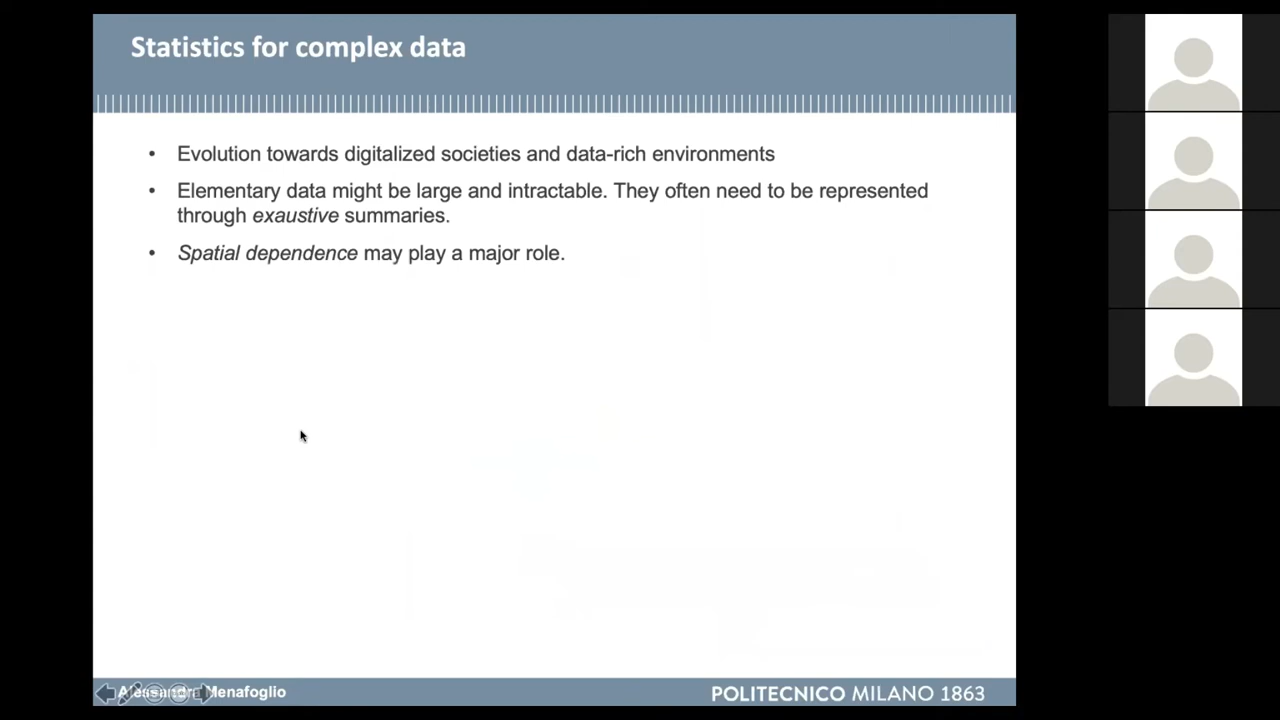 Statistics for complex data
• Evolution towards digitalized societies and data-rich environments
• Elementary data might be large and intractable. They often need to be represented
through exaustive summaries.
• Spatial dependence may play a major role.
Alessandra Menafoglio
POLITECNICO MILANO 1863